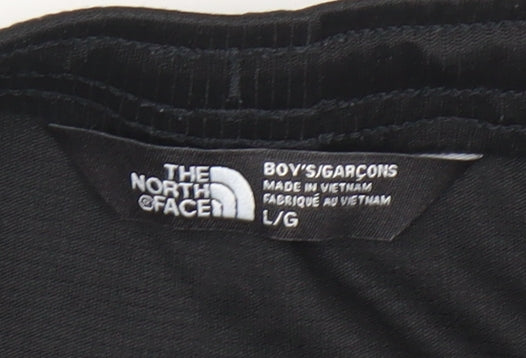 THE
NORTH
FACE
BOY'S/GARÇONS
MADE IN VIETNAM
FABRIQUÉ AU VIETNAM
L/G